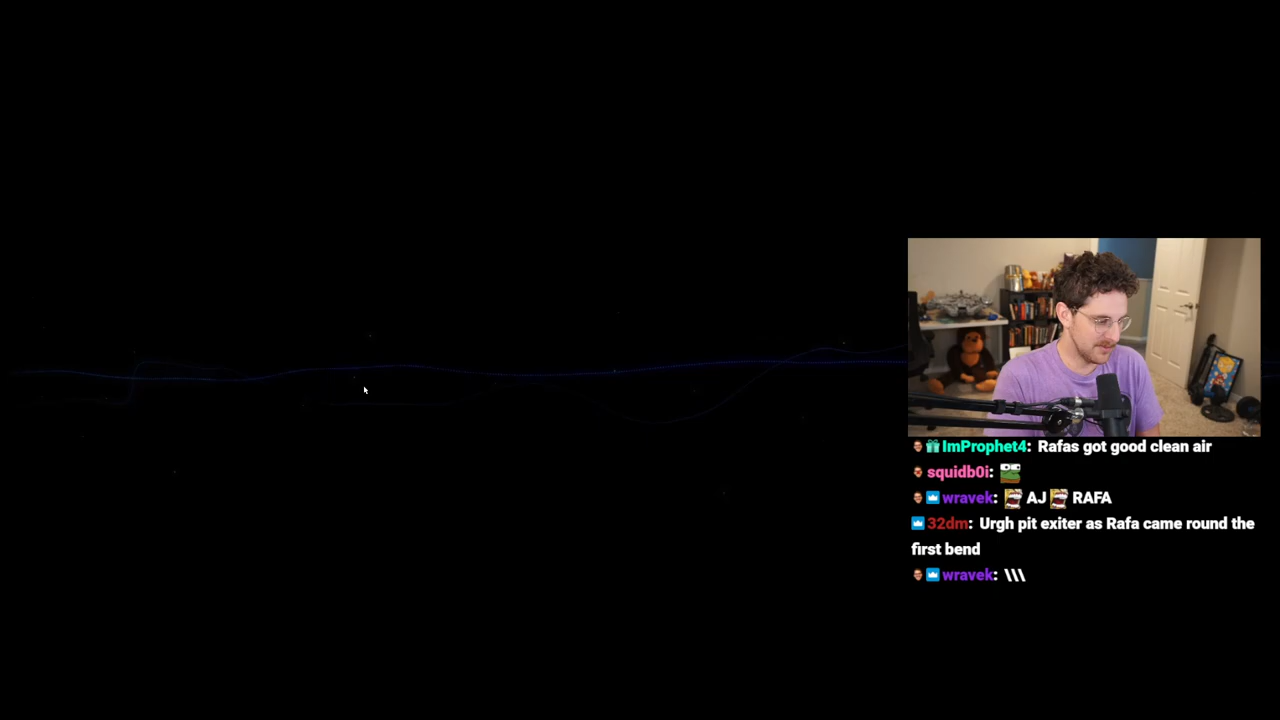 ImProphet4: Rafas got good clean air
squidb0i:
wravek: AJ RAFA
32dm: Urgh pit exiter as Rafa came round the
first bend
wravek: \\\